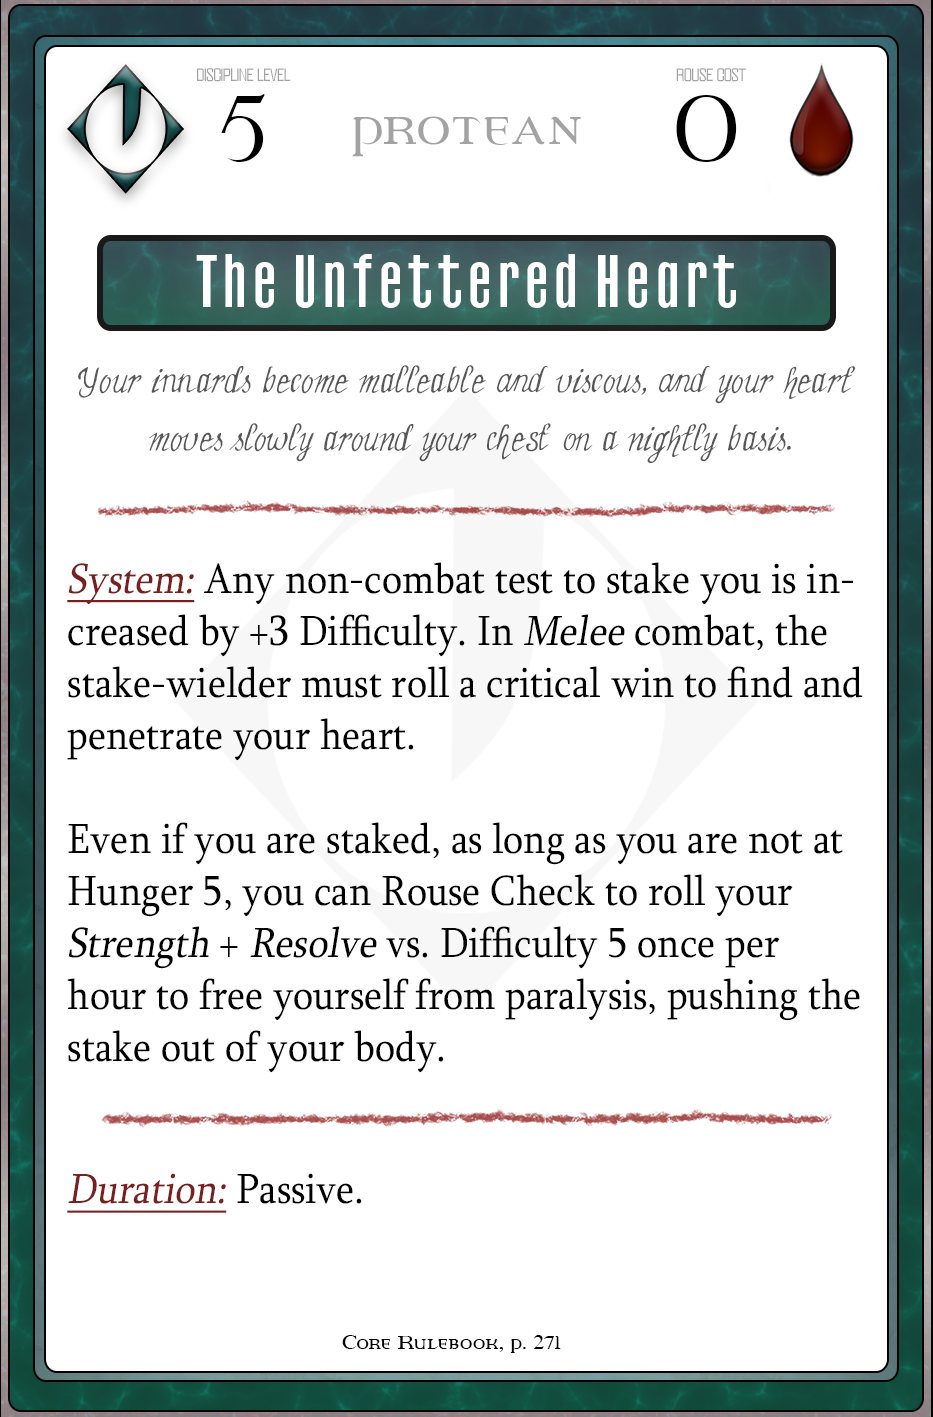 DISCIPLINE LEVEL
5
PROTEAN
ROUSE COST
0
The Unfettered Heart
Your innards become malleable and viscous, and your heart
moves slowly around your chest on a nightly basis.
System: Any non-combat test to stake you is in-
creased by +3 Difficulty. In Melee combat, the
stake-wielder must roll a critical win to find and
penetrate your heart.
Even if you are staked, as long as you are not at
Hunger 5, you can Rouse Check to roll your
Strength + Resolve vs. Difficulty 5 once per
hour to free yourself from paralysis, pushing the
stake out of your body.
Duration: Passive.
Core Rulebook, p. 271